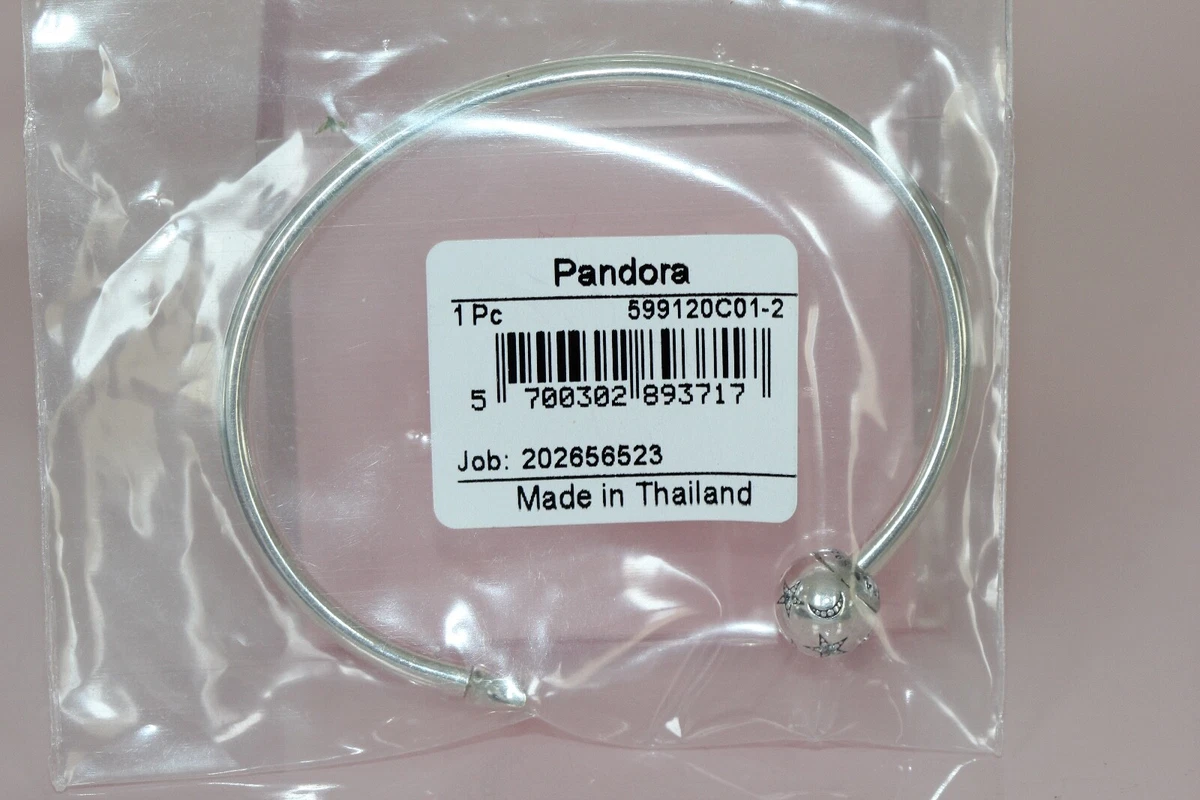 Pandora
1 Pc 599120C01-2
5 700302 893717
Job: 202656523
Made in Thailand